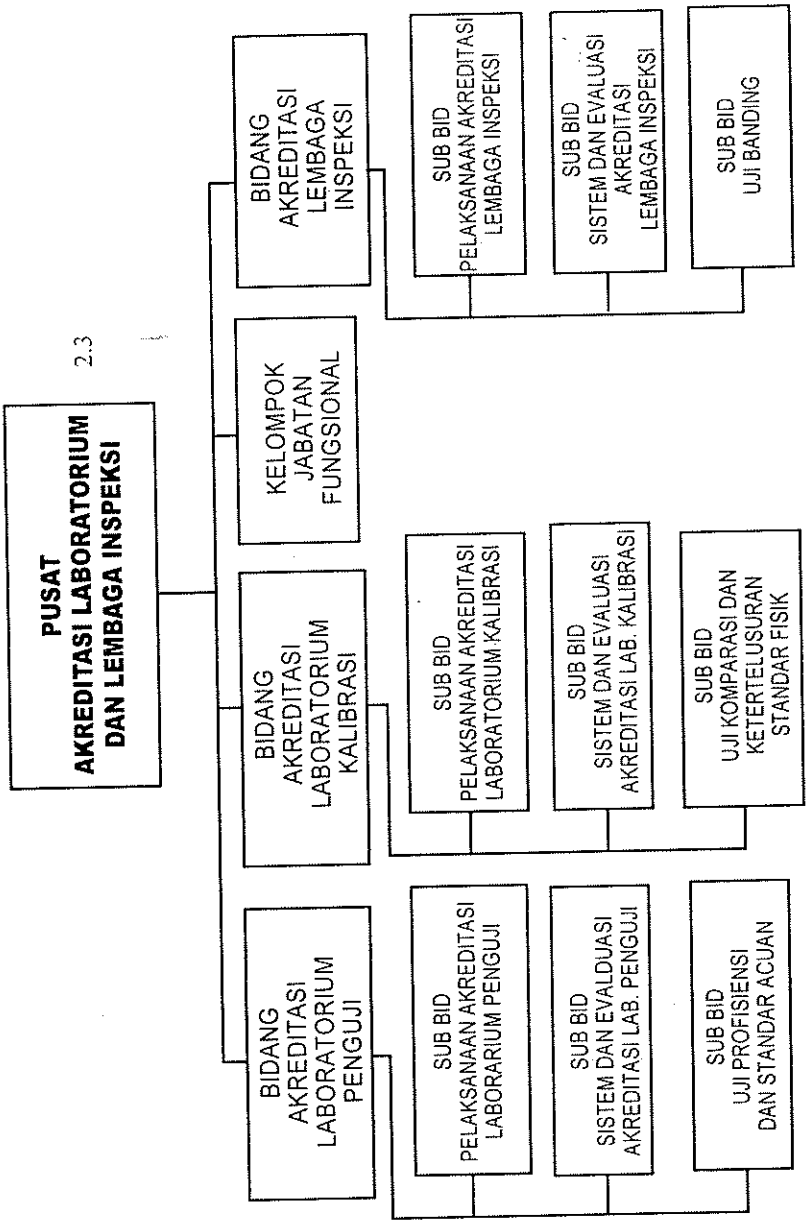 PUSAT
AKREDITASI LABORATORIUM
DAN LEMBAGA INSPEKSI
2.3
BIDANG
AKREDITASI
LABORATORIUM
PENGUJI
SUB BID
PELAKSANAAN AKREDITASI
LABORARIUM PENGUJI
SUB BID
SISTEM DAN EVALDUASI
AKREDITASI LAB. PENGUJI
SUB BID
UJI PROFISIENSI
DAN STANDAR ACUAN
BIDANG
AKREDITASI
LABORATORIUM
KALIBRASI
SUB BID
PELAKSANAAN AKREDITASI
LABORATORIUM KALIBRASI
SUB BID
SISTEM DAN EVALUASI
AKREDITASI LAB. KALIBRASI
SUB BID
UJI KOMPARASI DAN
KETERTELUSURAN
STANDAR FISIK
KELOMPOK
JABATAN
FUNGSIONAL
BIDANG
AKREDITASI
LEMBAGA
INSPEKSI
SUB BID
PELAKSANAAN AKREDITASI
LEMBAGA INSPEKSI
SUB BID
SISTEM DAN EVALUASI
AKREDITASI
LEMBAGA INSPEKSI
SUB BID
UJI BANDING